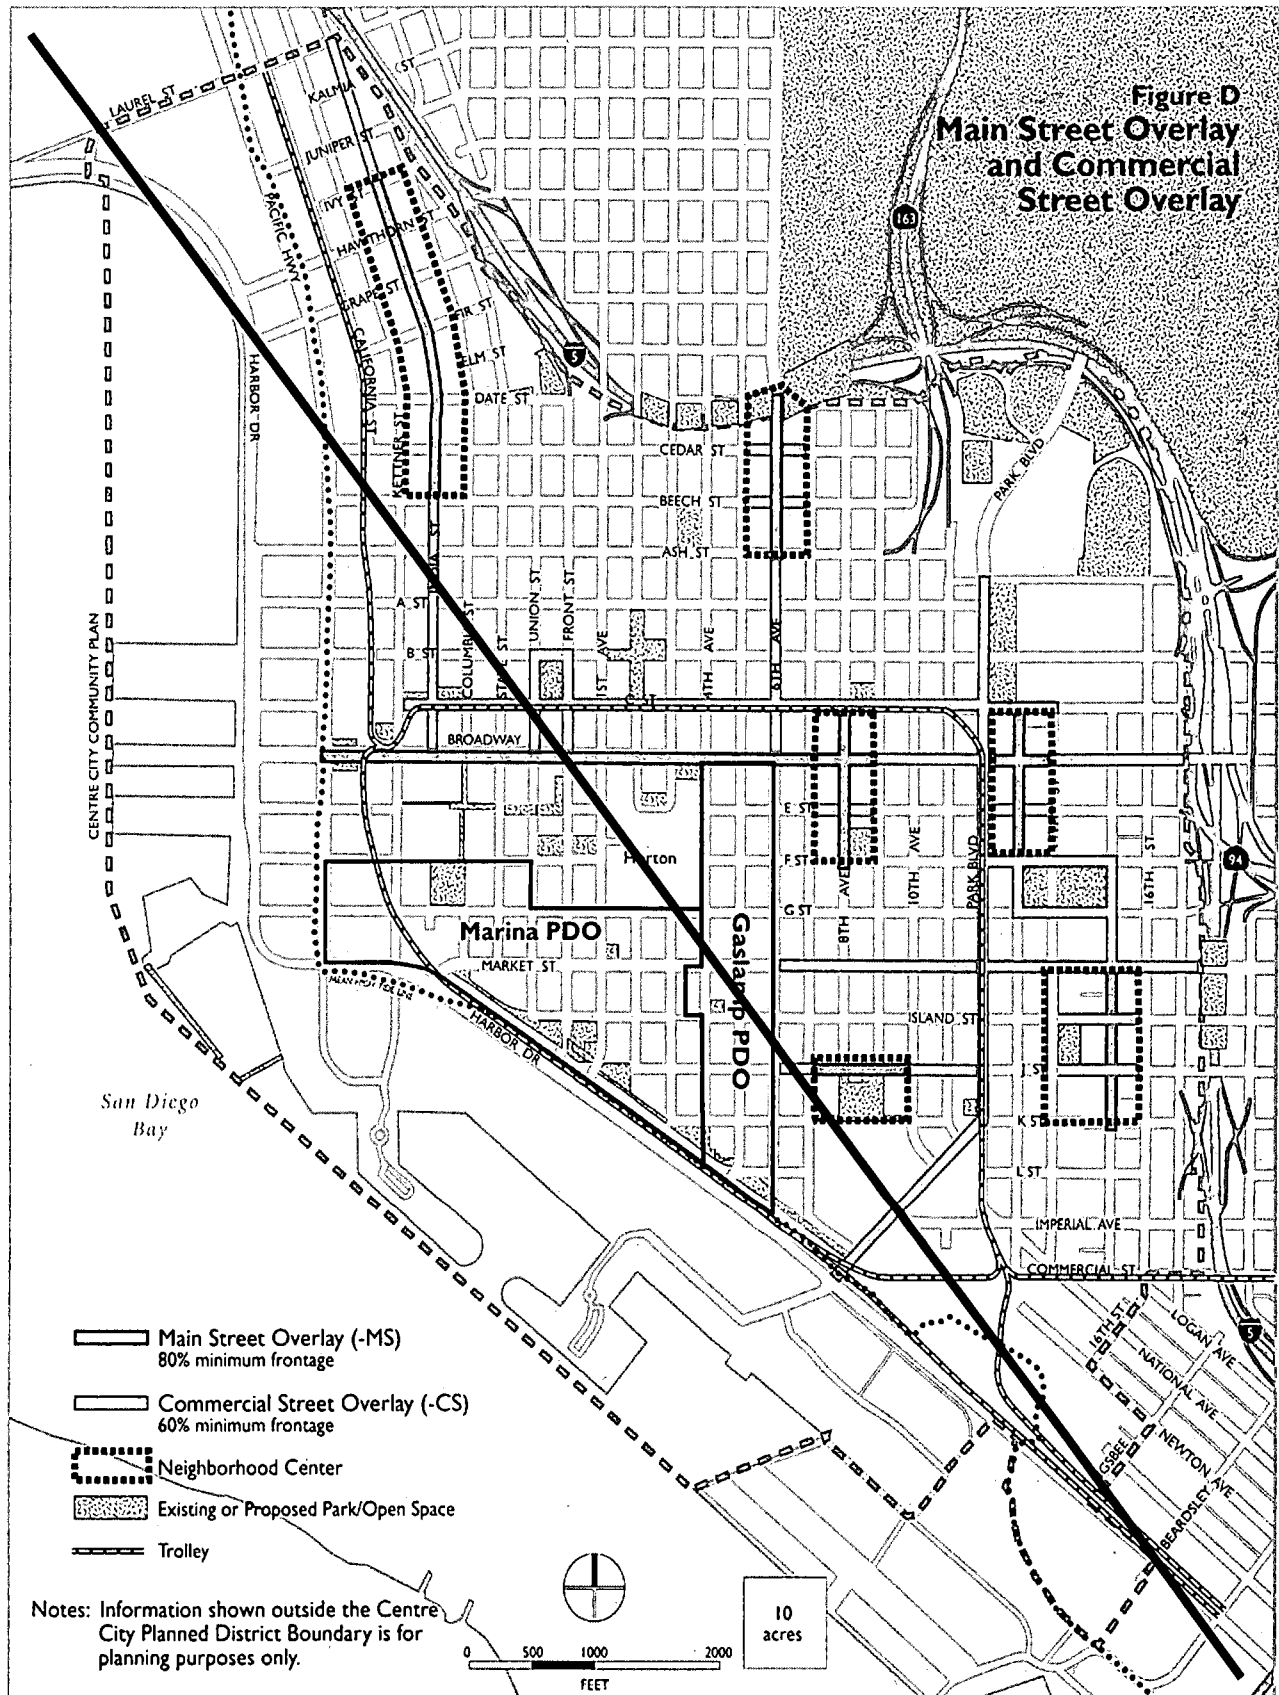 Figure D
Main Street Overlay
and Commercial
Street Overlay
163
LAUREL ST
ST
KALMIA
JUNIPER ST
IVY
HAWTHORN
GRAPE ST
FIR ST
ELM ST
DATE ST
PACIFIC HWY
CALIFORNIA ST
KETTNER ST
HARBOR DR
5
CEDAR ST
BEECH ST
ASH ST
PARK BLVD
A ST
B ST
ST
UNION ST
FRONT ST
1ST AVE
4TH AVE
6TH AVE
C ST
BROADWAY
CENTRE CITY COMMUNITY PLAN
E ST
F ST
G ST
8TH AVE
10TH AVE
PARK BLVD
16TH ST
94
Marina PDO
MARKET ST
HARBOR DR
ISLAND ST
J ST
K ST
L ST
IMPERIAL AVE
COMMERCIAL ST
San Diego
Bay
16TH ST
LOGAN AVE
5
NATIONAL AVE
NEWTON AVE
BEARDSLEY
Main Street Overlay (-MS)
80% minimum frontage
Commercial Street Overlay (-CS)
60% minimum frontage
Neighborhood Center
Existing or Proposed Park/Open Space
Trolley
Notes: Information shown outside the Centre
City Planned District Boundary is for
planning purposes only.
0 500 1000 2000
FEET
10
acres